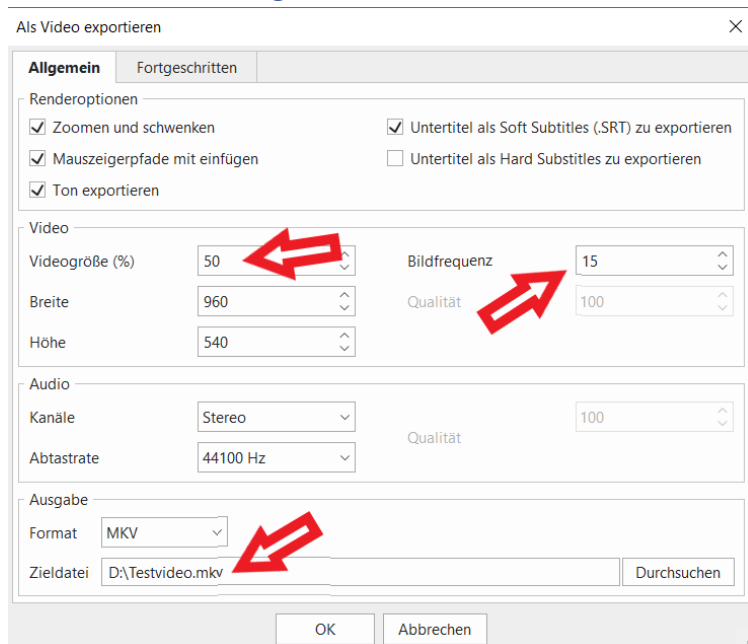 Als Video exportieren
Allgemein Fortgeschritten
Renderoptionen
Zoomen und schwenken Untertitel als Soft Subtitles (.SRT) zu exportieren
Mauszeigerpfade mit einfügen Untertitel als Hard Substitles zu exportieren
Ton exportieren
Video
Videogröße (%) 50 Bildfrequenz 15
Breite 960 Qualität 100
Höhe 540
Audio
Kanäle Stereo 100
Qualität
Abtastrate 44100 Hz
Ausgabe
Format MKV
Zieldatei D:\Testvideo.mkv Durchsuchen
OK Abbrechen